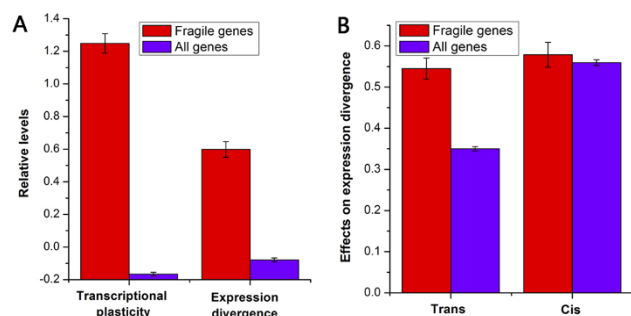 A
Fragile genes
All genes
Relative levels
1.4
1.2
1.0
0.8
0.6
0.4
0.2
0.0
-0.2
Transcriptional
plasticity
Expression
divergence
B
Fragile genes
All genes
Effects on expression divergence
0.6
0.5
0.4
0.3
0.2
0.1
0.0
Trans
Cis